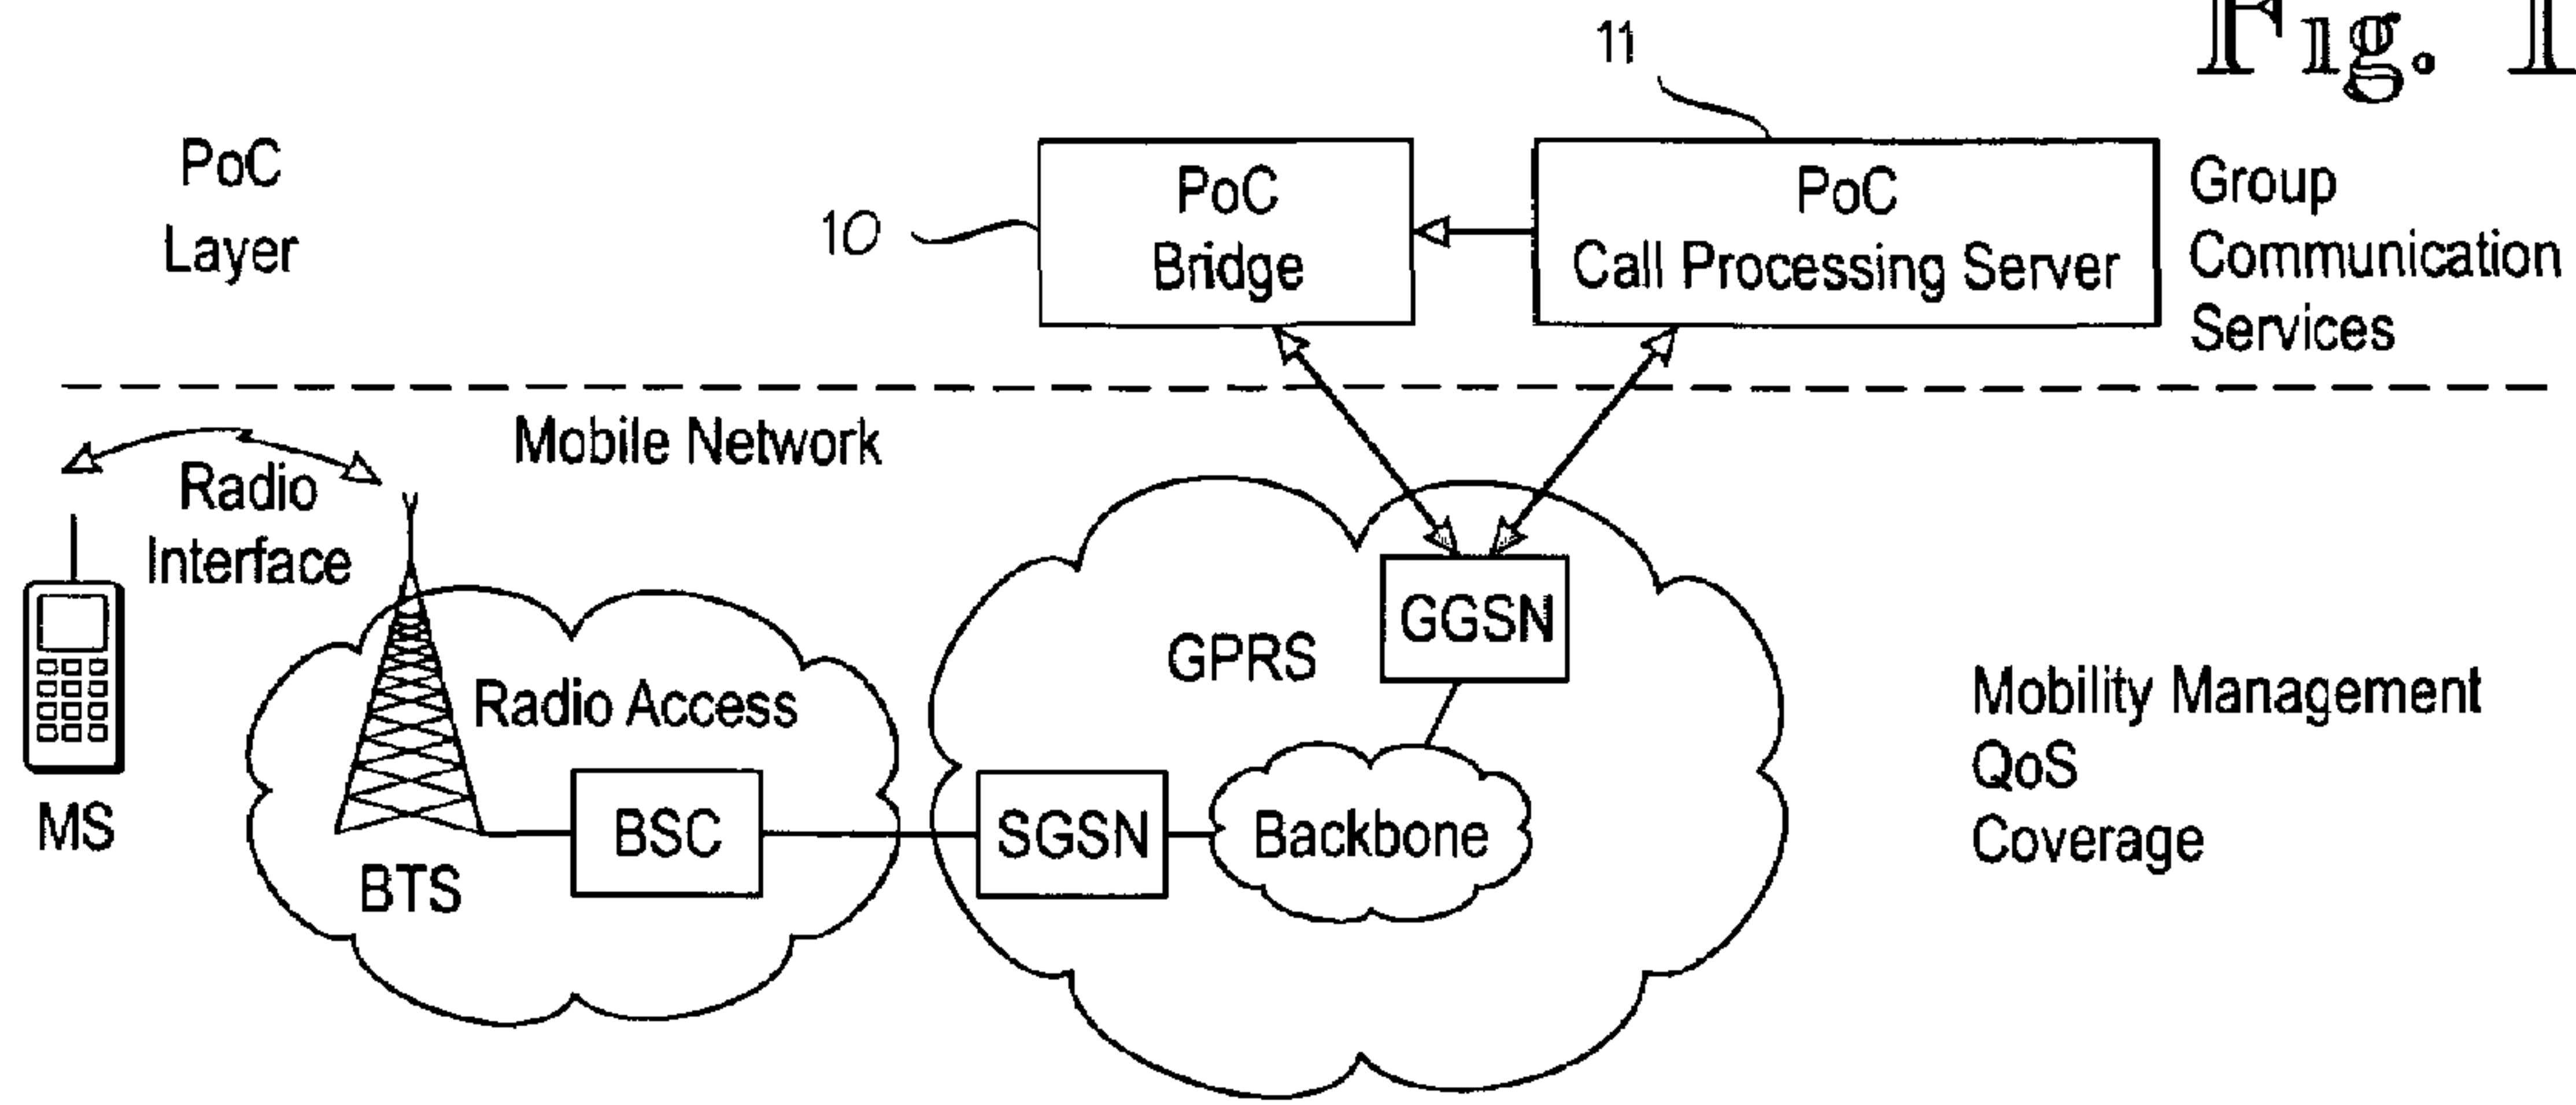 Fig. 1
11
PoC
Layer
10
PoC
Bridge
PoC
Call Processing Server
Group
Communication
Services
Mobile Network
Radio
Interface
MS
Radio Access
BTS
BSC
GPRS
GGSN
SGSN
Backbone
Mobility Management
QoS
Coverage